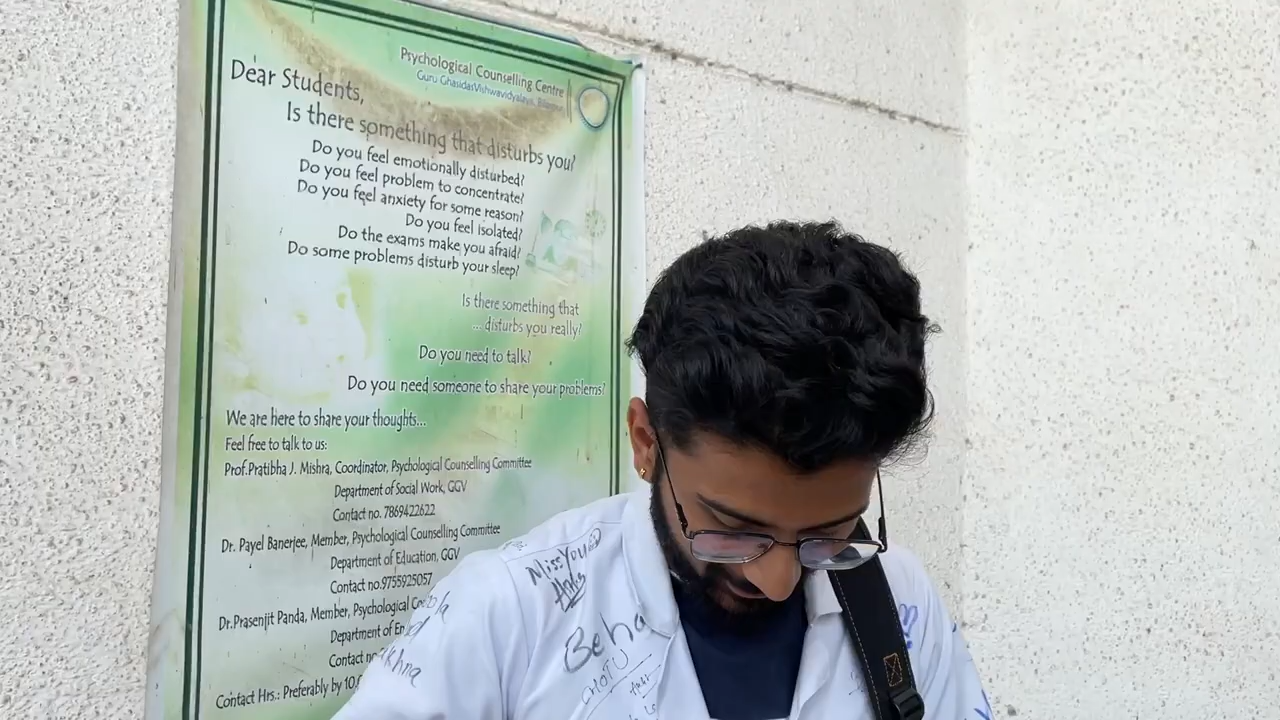 Psychological Counselling Centre
Guru GhasidasVishwavidyalaya, Bilaspur
Dear Students,
Is there something that disturbs you?
Do you feel emotionally disturbed?
Do you feel problem to concentrate?
Do you feel anxiety for some reason?
Do you feel isolated?
Do the exams make you afraid?
Do some problems disturb your sleep?
Is there something that
... disturbs you really?
Do you need to talk?
Do you need someone to share your problems?
We are here to share your thoughts...
Feel free to talk to us:
Prof.Pratibha J. Mishra, Coordinator, Psychological Counselling Committee
Department of Social Work, GGV
Contact no. 7869422622
Dr. Payel Banerjee, Member, Psychological Counselling Committee
Department of Education, GGV
Contact no.9755925057
Dr.Prasenjit Panda, Member, Psychological
Department of
Contact
Contact Hrs.: Preferably by
Miss You
CHOTU